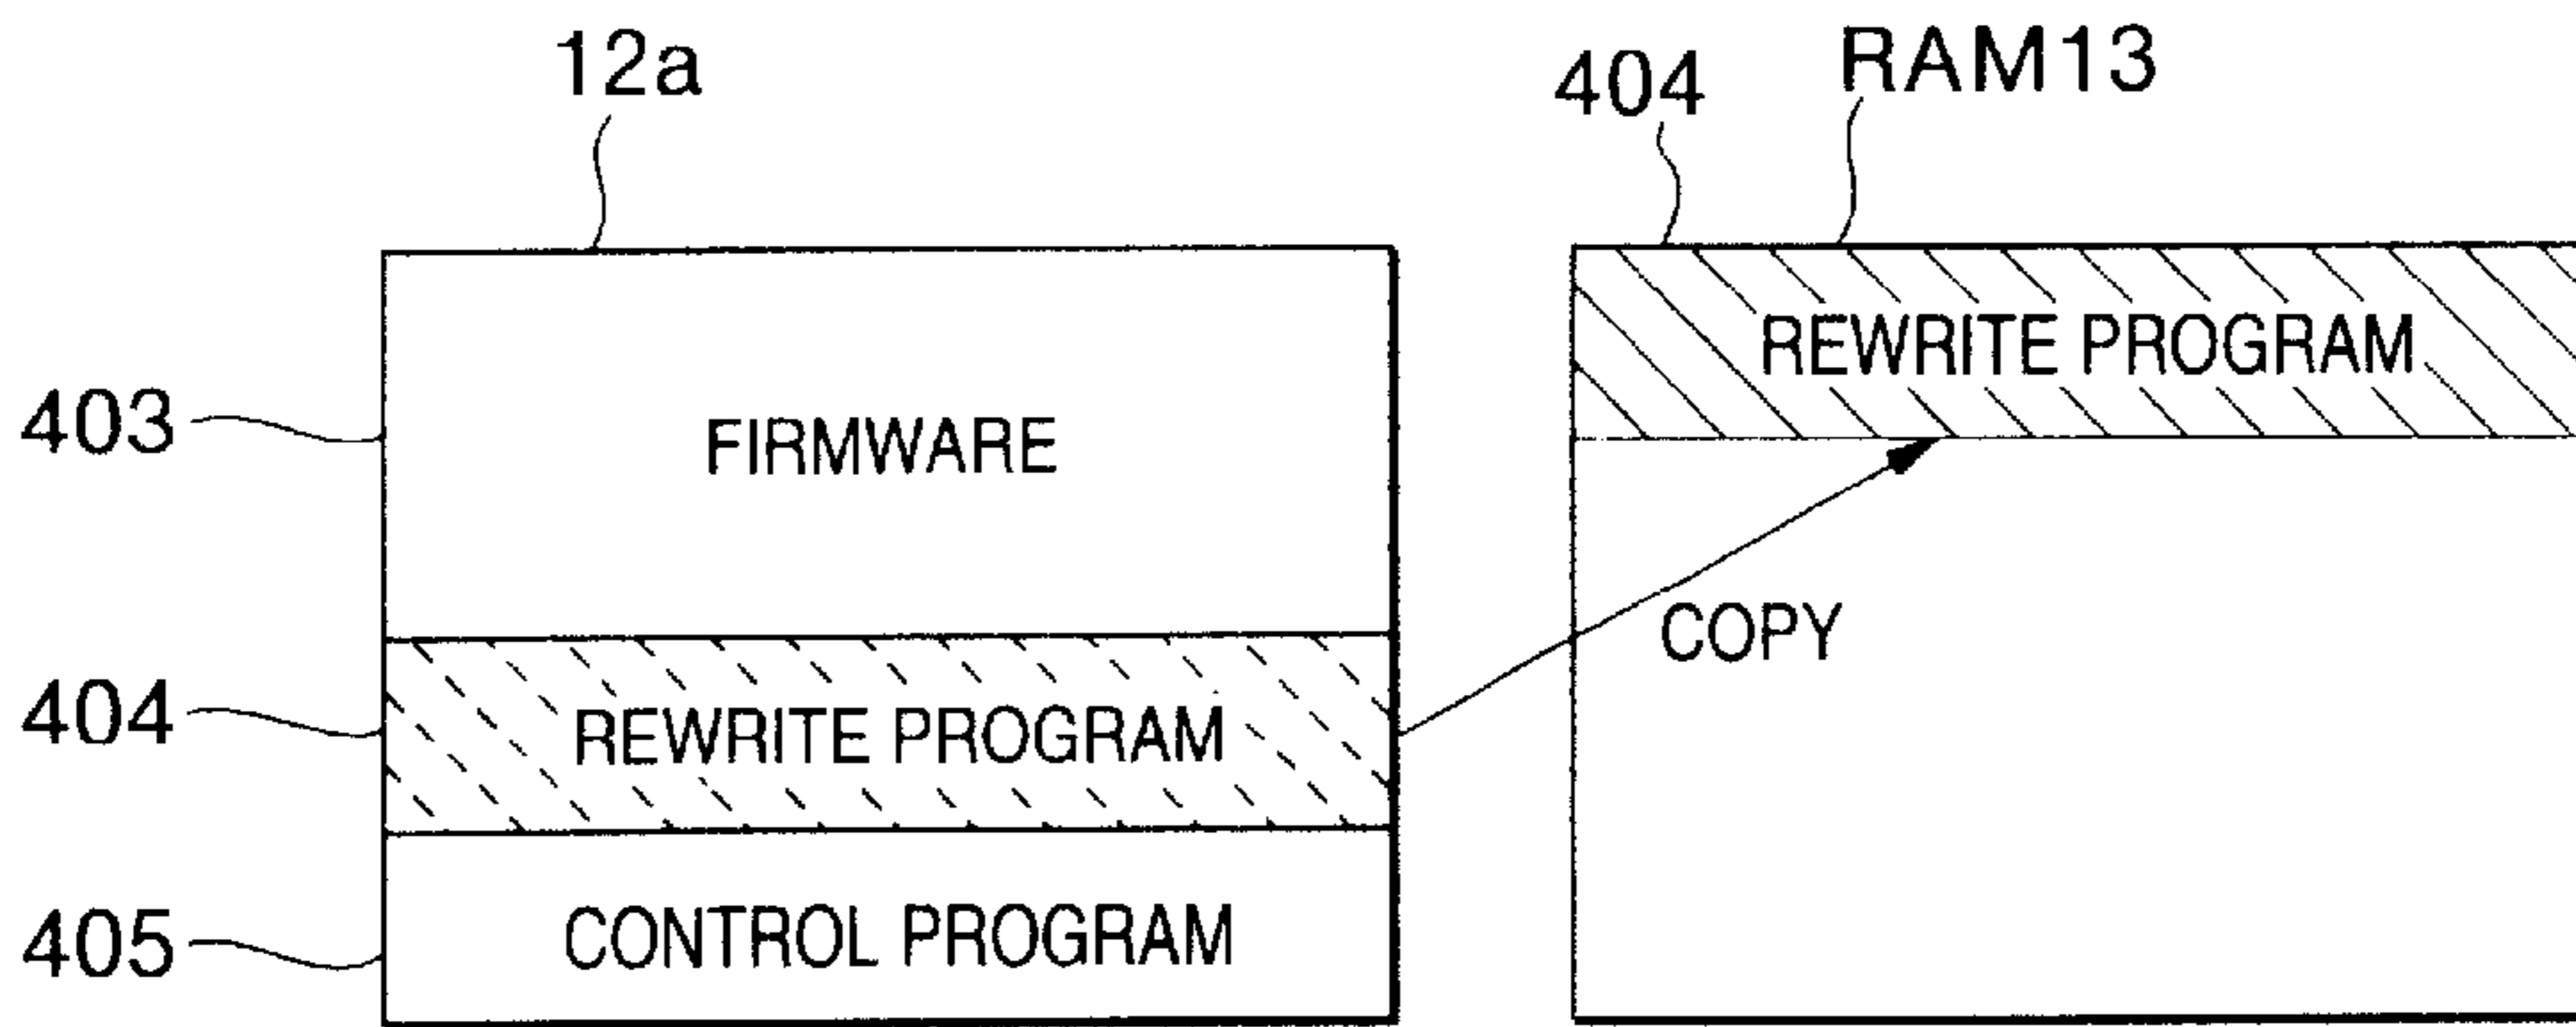 12a
404
RAM13
REWRITE PROGRAM
403
FIRMWARE
COPY
404
REWRITE PROGRAM
405
CONTROL PROGRAM